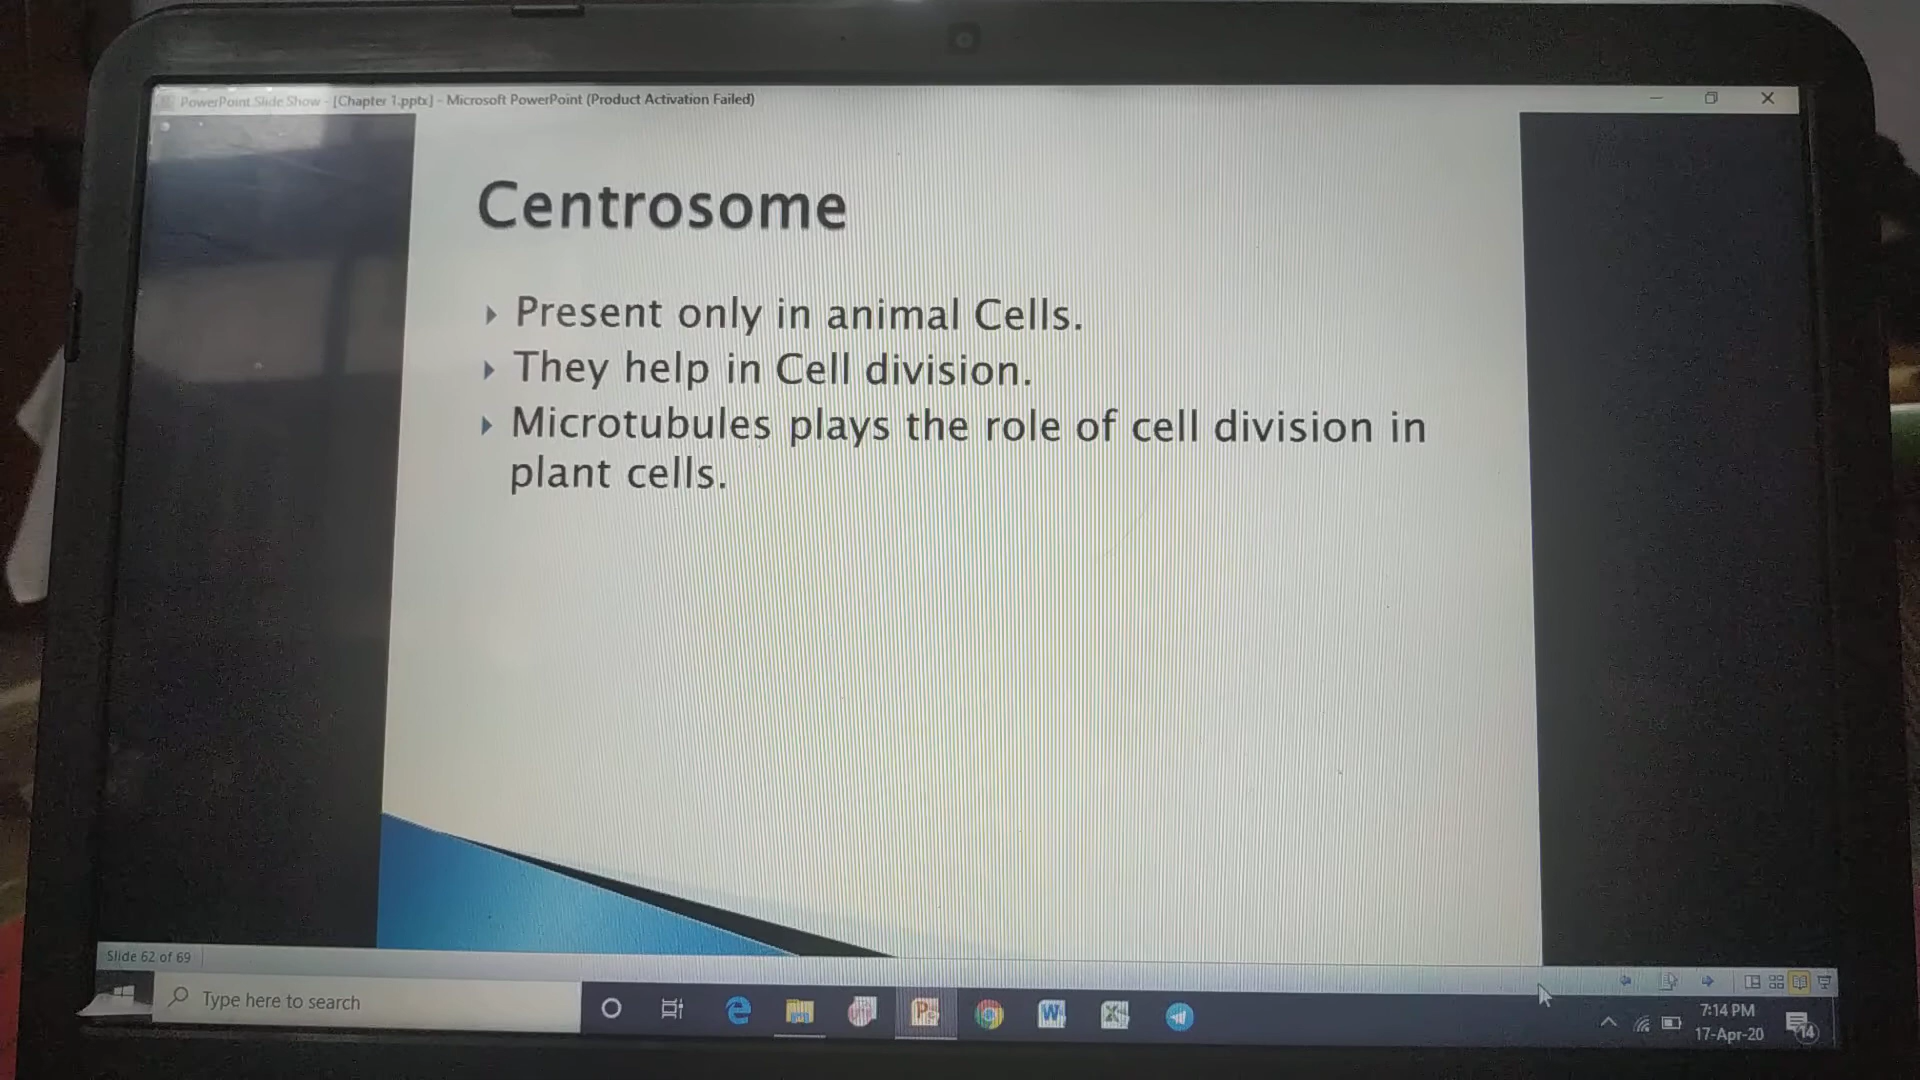 PowerPoint Slide Show - [Chapter 1.pptx] - Microsoft PowerPoint (Product Activation Failed)
Centrosome
Present only in animal Cells.
They help in Cell division.
Microtubules plays the role of cell division in
plant cells.
Slide 62 of 69
Type here to search
7:14 PM
17-Apr-20
14